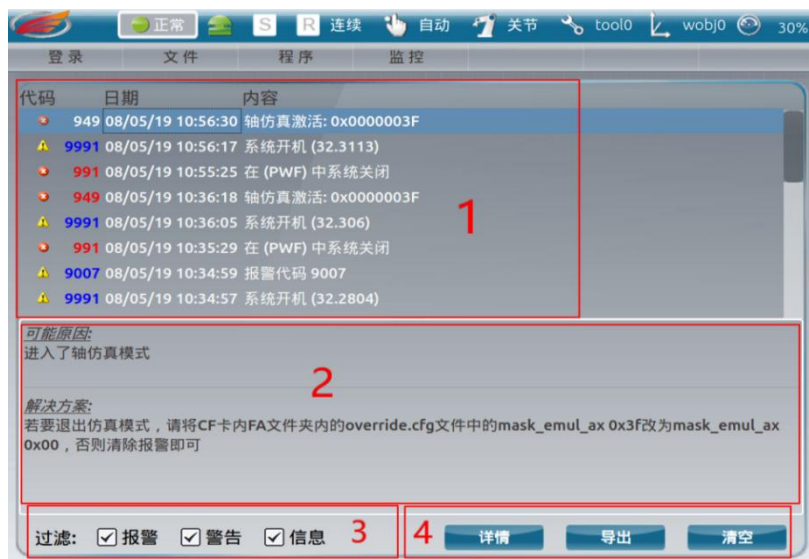 正常 S R 连续 自动 关节 tool0 wobj0 30%
登录 文件 程序 监控
代码 日期 内容
949 08/05/19 10:56:30 轴仿真激活: 0x0000003F
9991 08/05/19 10:56:17 系统开机 (32.3113)
991 08/05/19 10:55:25 在 (PWF) 中系统关闭
949 08/05/19 10:36:18 轴仿真激活: 0x0000003F
9991 08/05/19 10:36:05 系统开机 (32.306)
991 08/05/19 10:35:29 在 (PWF) 中系统关闭
9007 08/05/19 10:34:59 报警代码 9007
9991 08/05/19 10:34:57 系统开机 (32.2804)
1
可能原因:
进入了轴仿真模式
2
解决方案:
若要退出仿真模式，请将CF卡内FA文件夹内的override.cfg文件中的mask_emul_ax 0x3f改为mask_emul_ax
0x00，否则清除报警即可
过滤: 报警 警告 信息 3 4 详情 导出 清空